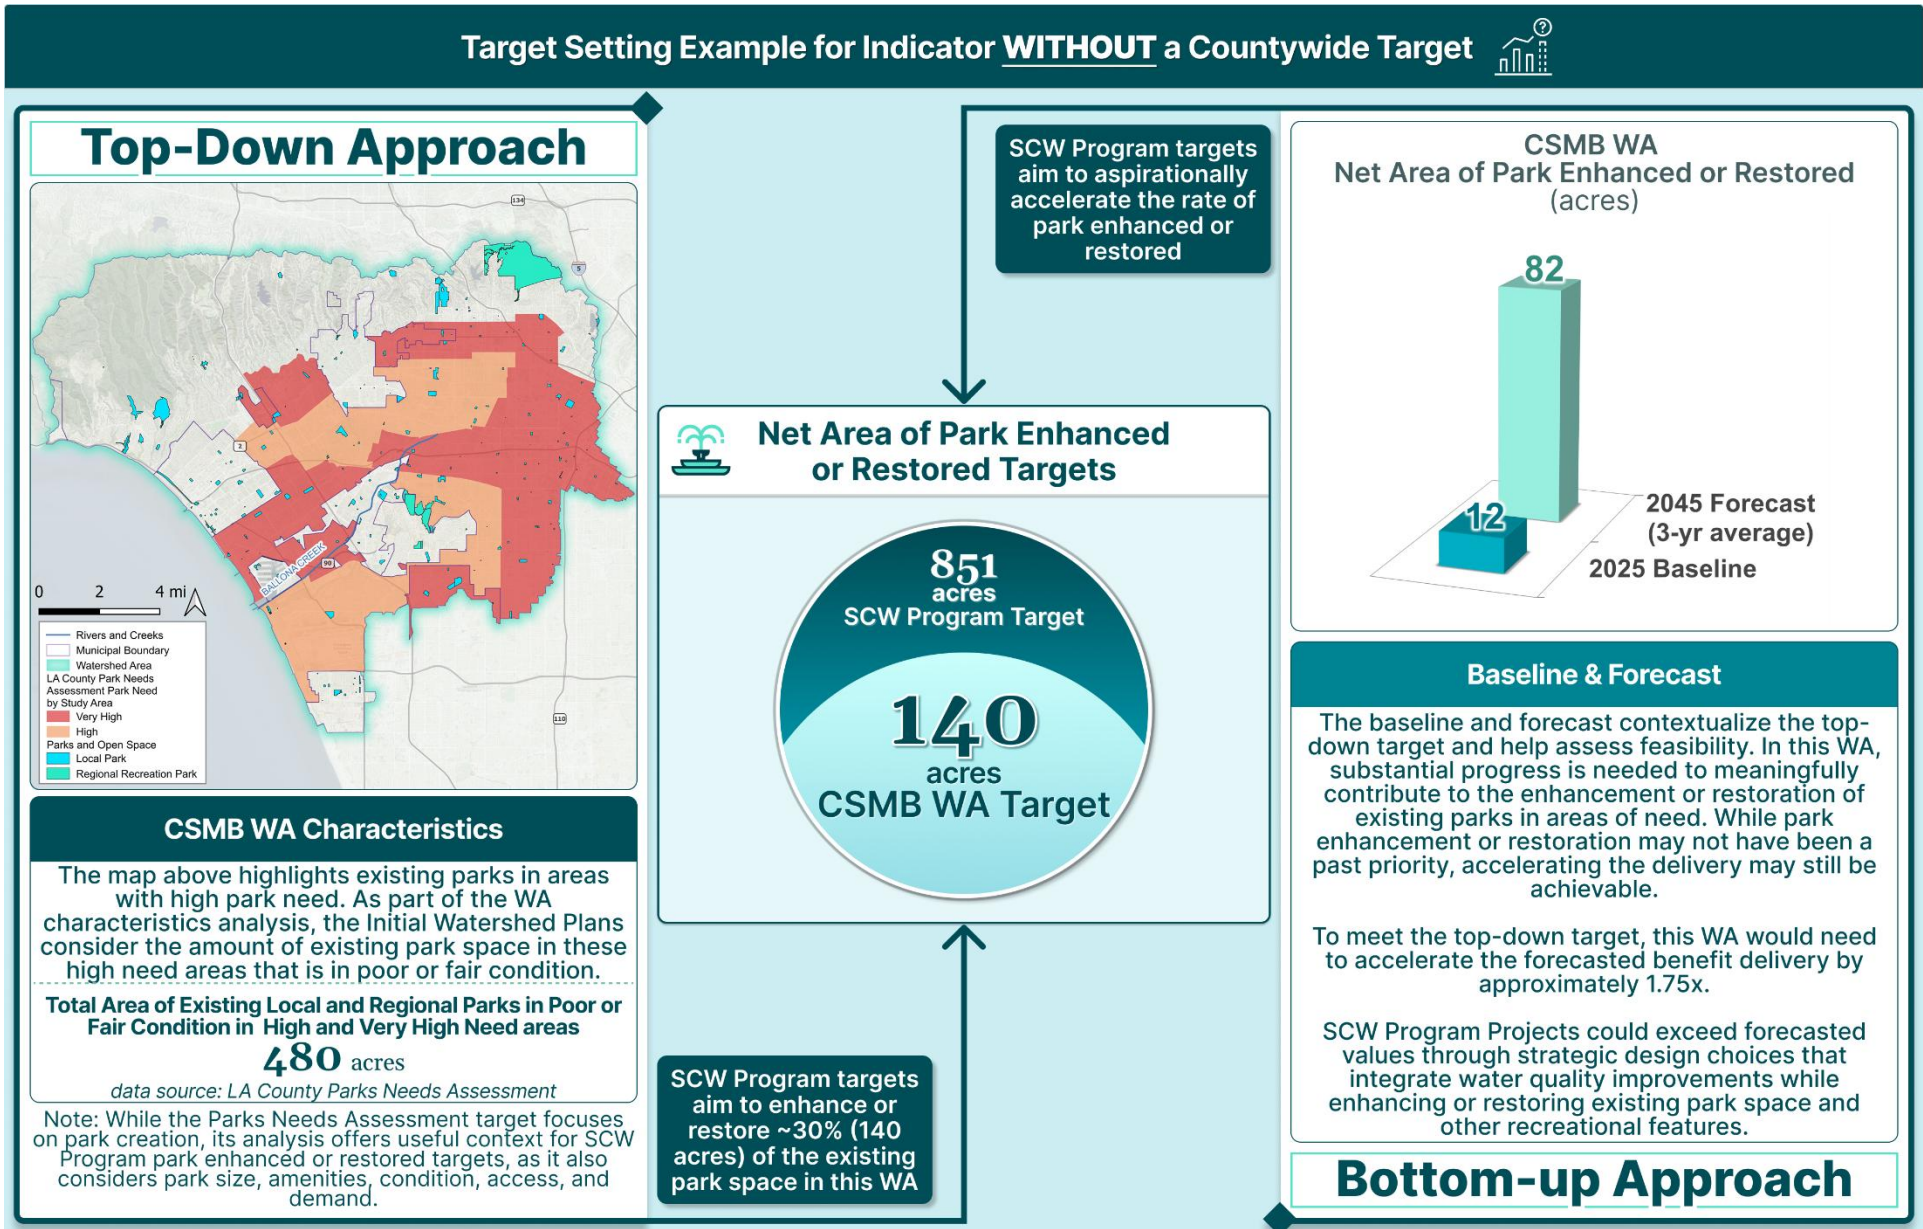 Target Setting Example for Indicator WITHOUT a Countywide Target
?
Top-Down Approach
134
5
2
90
110
BALLONA CREEK
0 2 4 mi
Rivers and Creeks
Municipal Boundary
Watershed Area
LA County Park Needs
Assessment Park Need
by Study Area
Very High
High
Parks and Open Space
Local Park
Regional Recreation Park
CSMB WA Characteristics
The map above highlights existing parks in areas
with high park need. As part of the WA
characteristics analysis, the Initial Watershed Plans
consider the amount of existing park space in these
high need areas that is in poor or fair condition.
Total Area of Existing Local and Regional Parks in Poor or
Fair Condition in High and Very High Need areas
480 acres
data source: LA County Parks Needs Assessment
Note: While the Parks Needs Assessment target focuses
on park creation, its analysis offers useful context for SCW
Program park enhanced or restored targets, as it also
considers park size, amenities, condition, access, and
demand.
SCW Program targets
aim to aspirationally
accelerate the rate of
park enhanced or
restored
Net Area of Park Enhanced
or Restored Targets
851
acres
SCW Program Target
140
acres
CSMB WA Target
SCW Program targets
aim to enhance or
restore ~30% (140
acres) of the existing
park space in this WA
CSMB WA
Net Area of Park Enhanced or Restored
(acres)
82
12
2045 Forecast
(3-yr average)
2025 Baseline
Baseline & Forecast
The baseline and forecast contextualize the top-
down target and help assess feasibility. In this WA,
substantial progress is needed to meaningfully
contribute to the enhancement or restoration of
existing parks in areas of need. While park
enhancement or restoration may not have been a
past priority, accelerating the delivery may still be
achievable.
To meet the top-down target, this WA would need
to accelerate the forecasted benefit delivery by
approximately 1.75x.
SCW Program Projects could exceed forecasted
values through strategic design choices that
integrate water quality improvements while
enhancing or restoring existing park space and
other recreational features.
Bottom-up Approach